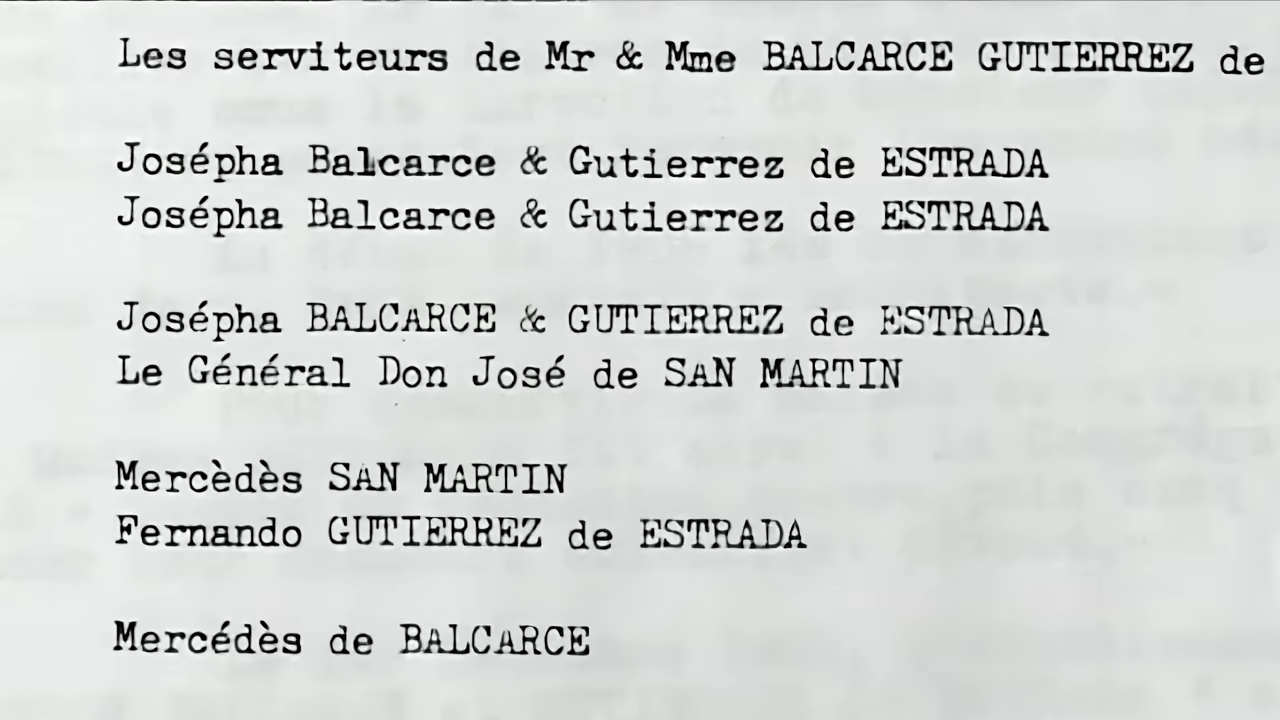 Les serviteurs de Mr & Mme BALCARCE GUTIERREZ de
Josépha Balcarce & Gutierrez de ESTRADA
Josépha Balcarce & Gutierrez de ESTRADA
Josépha BALCARCE & GUTIERREZ de ESTRADA
Le Général Don José de SAN MARTIN
Mercèdès SAN MARTIN
Fernando GUTIERREZ de ESTRADA
Mercédès de BALCARCE